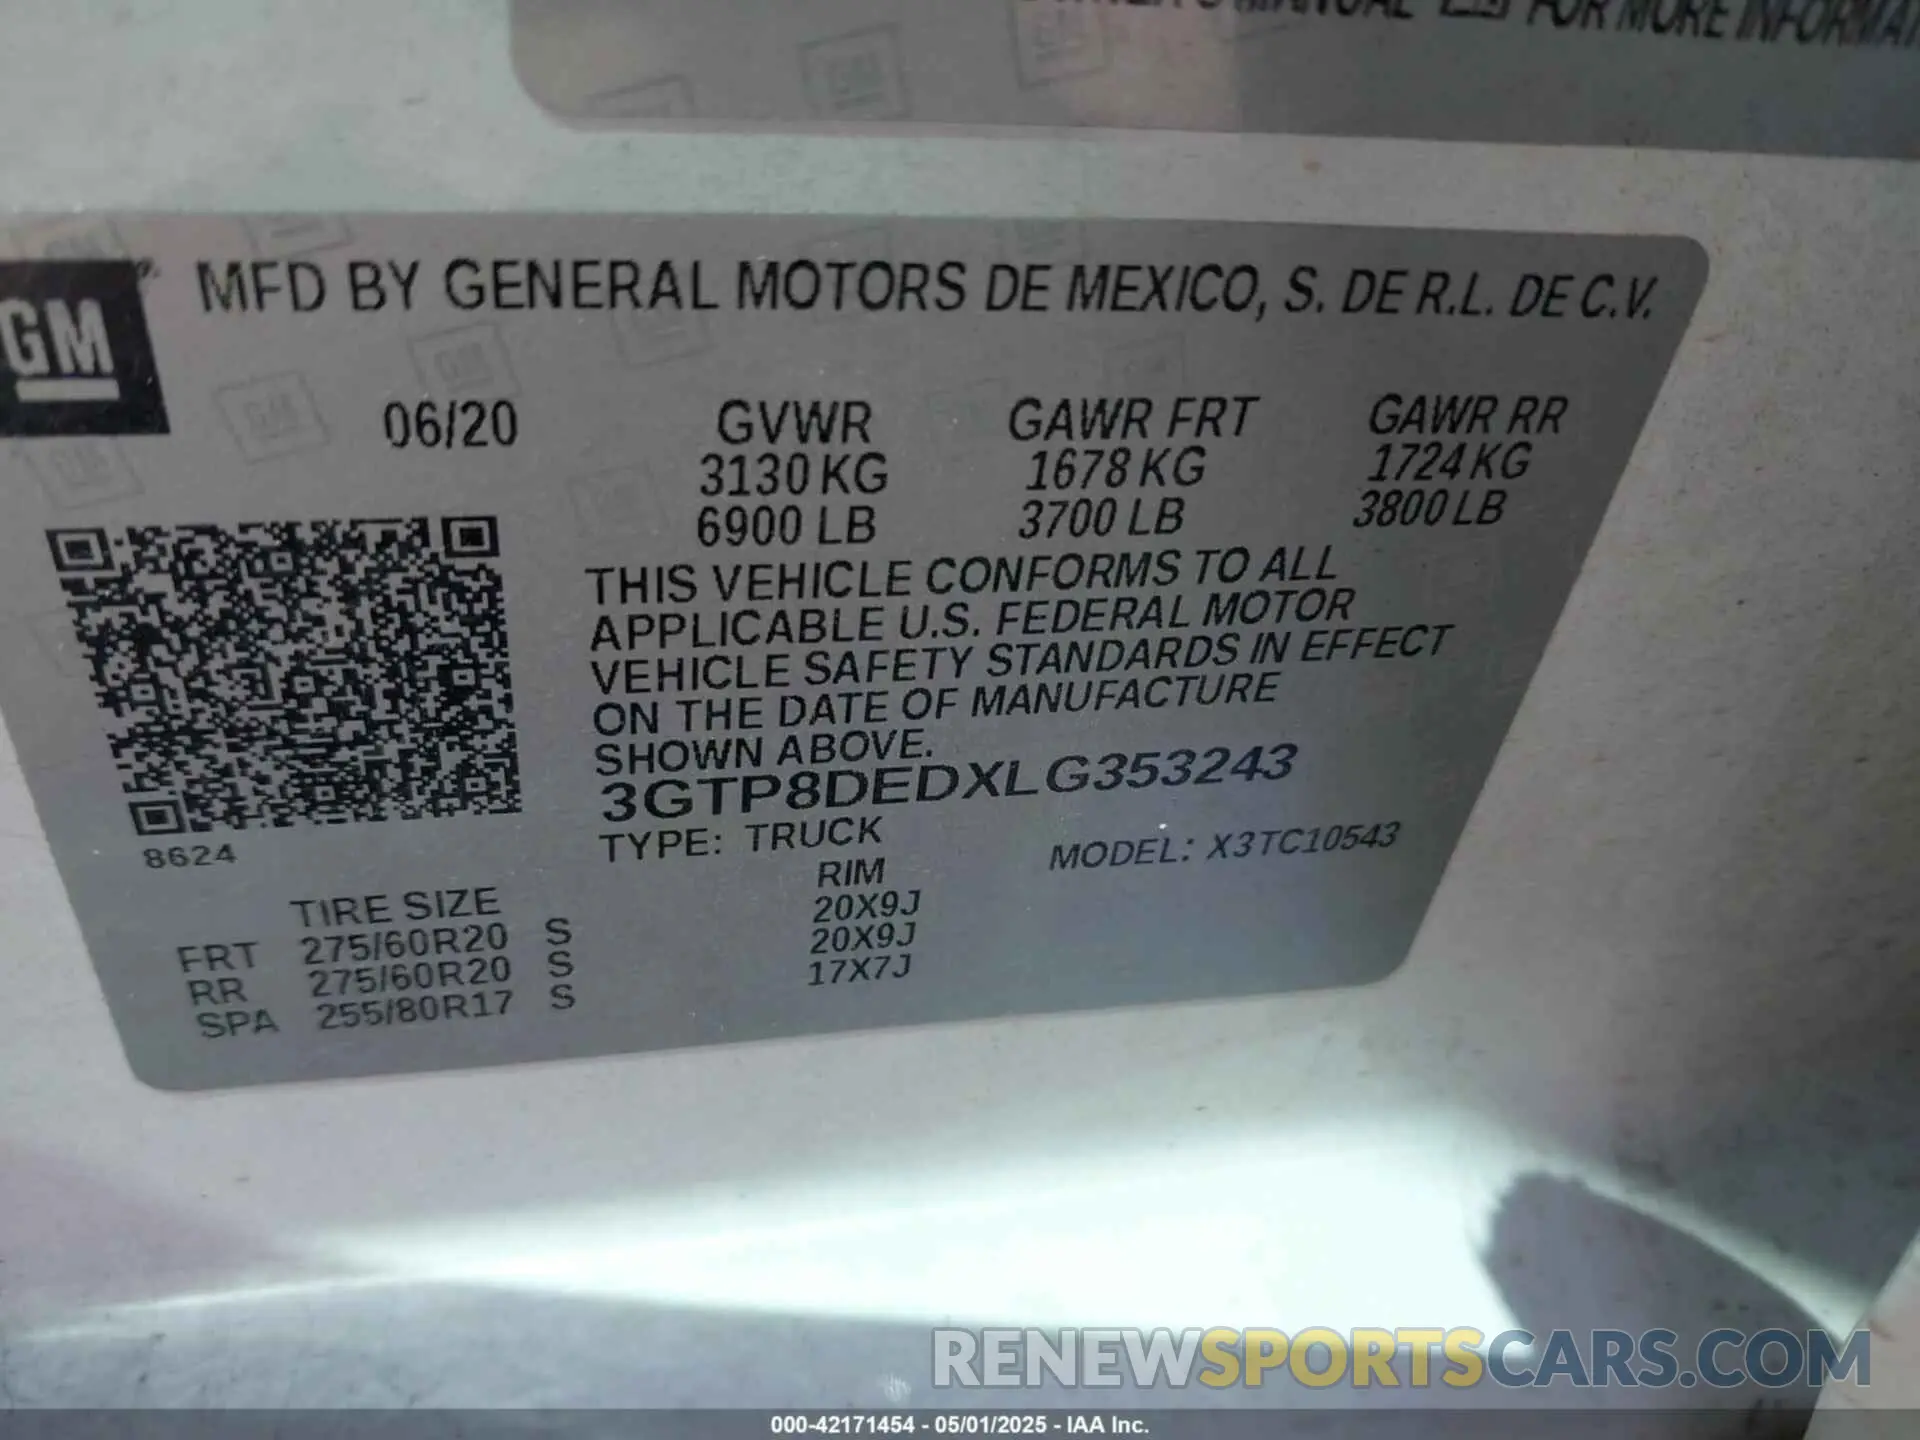 MANUAL FOR MORE INFORMAT
GM
MFD BY GENERAL MOTORS DE MEXICO, S. DE R.L. DE C.V.
06/20 GVWR GAWR FRT GAWR RR
3130 KG 1678 KG 1724 KG
6900 LB 3700 LB 3800 LB
THIS VEHICLE CONFORMS TO ALL
APPLICABLE U.S. FEDERAL MOTOR
VEHICLE SAFETY STANDARDS IN EFFECT
ON THE DATE OF MANUFACTURE
SHOWN ABOVE.
3GTP8DEDXLG353243
8624
TYPE: TRUCK MODEL: X3TC10543
TIRE SIZE RIM
FRT 275/60R20 S 20X9J
RR 275/60R20 S 20X9J
SPA 255/80R17 S 17X7J
RENEWSPORTSCARS.COM
000-42171454 - 05/01/2025 - IAA Inc.